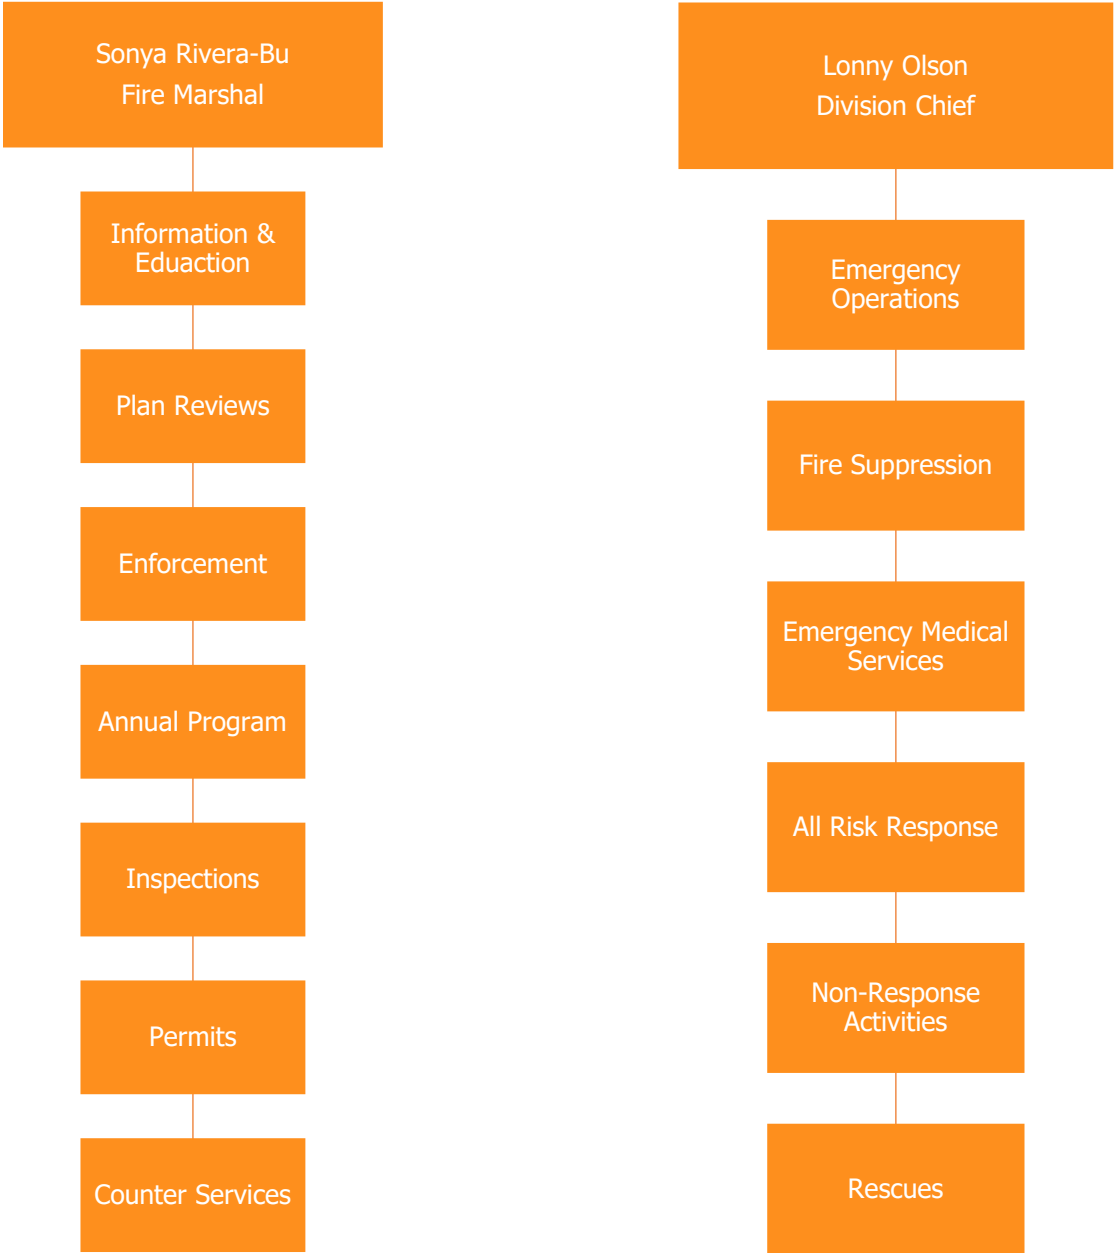 Sonya Rivera-Bu
Fire Marshal
Information &
Eduaction
Plan Reviews
Enforcement
Annual Program
Inspections
Permits
Counter Services
Lonny Olson
Division Chief
Emergency
Operations
Fire Suppression
Emergency Medical
Services
All Risk Response
Non-Response
Activities
Rescues